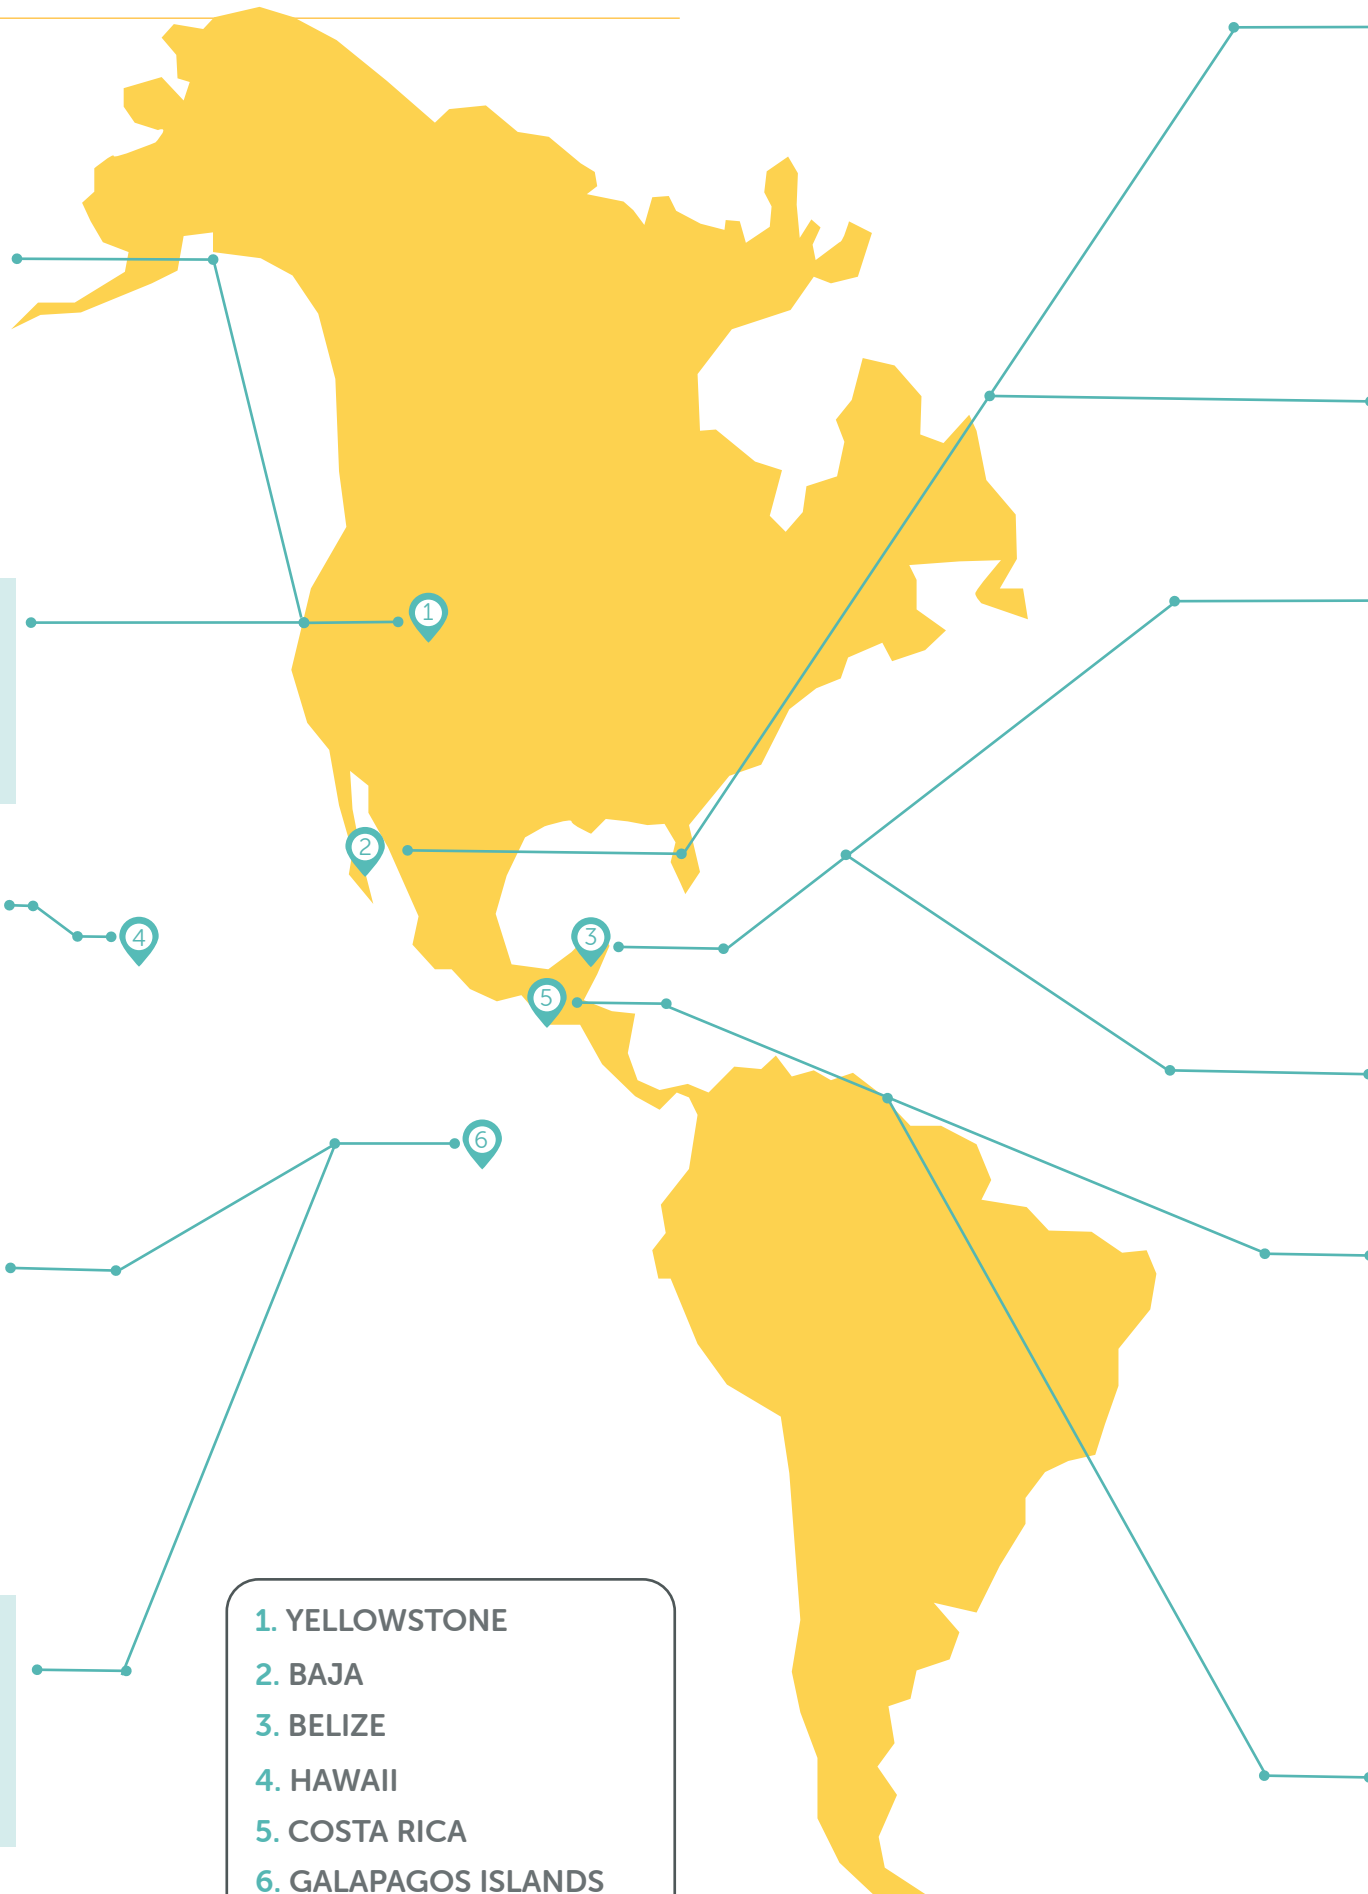 1
2
3
4
5
6
1. YELLOWSTONE
2. BAJA
3. BELIZE
4. HAWAII
5. COSTA RICA
6. GALAPAGOS ISLANDS